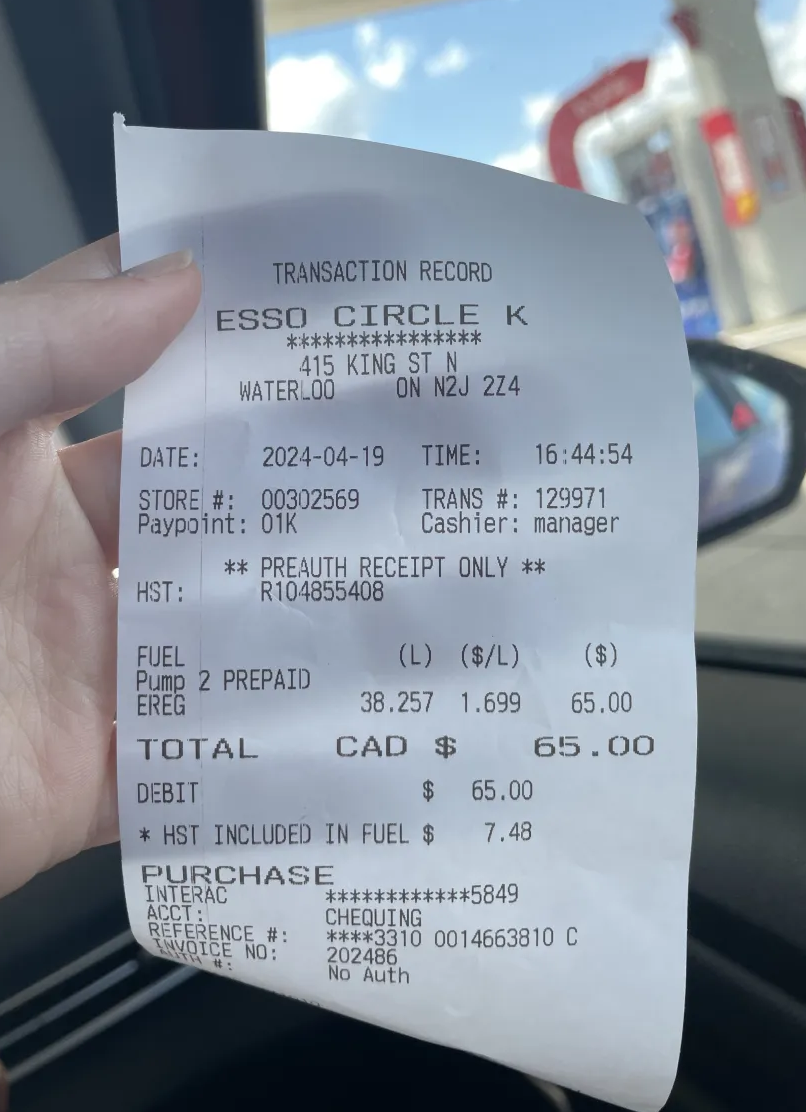 TRANSACTION RECORD
ESSO CIRCLE K
****************
415 KING ST N
WATERLOO ON N2J 2Z4
DATE: 2024-04-19 TIME: 16:44:54
STORE #: 00302569 TRANS #: 129971
Paypoint: 01K Cashier: manager
** PREAUTH RECEIPT ONLY **
HST: R104855408
FUEL (L) ($/L) ($)
Pump 2 PREPAID
EREG 38.257 1.699 65.00
TOTAL CAD $ 65.00
DEBIT $ 65.00
* HST INCLUDED IN FUEL $ 7.48
PURCHASE
INTERAC ************5849
ACCT: CHEQUING
REFERENCE #: ****3310 0014663810 C
INVOICE NO: 202486
AUTH #: No Auth